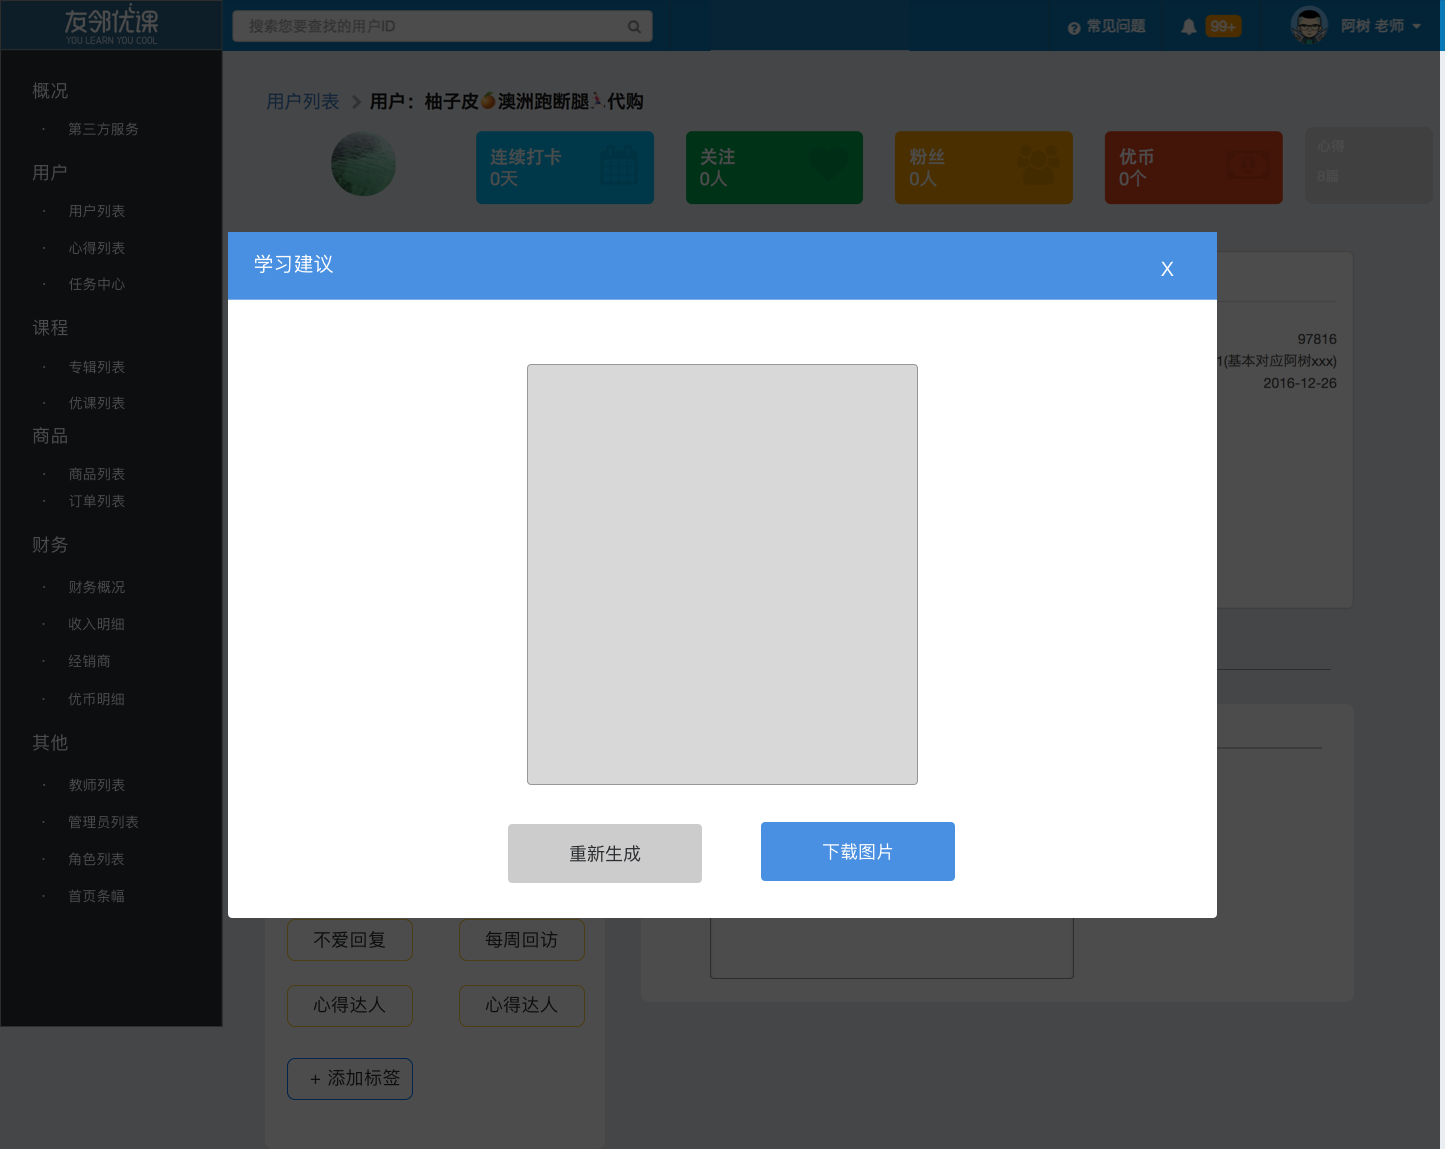 友邻优课
YOU LEARN YOU COOL
搜索您要查找的用户ID
常见问题
99+
阿树 老师
概况
· 第三方服务
用户
· 用户列表
· 心得列表
· 任务中心
课程
· 专辑列表
· 优课列表
商品
· 商品列表
· 订单列表
财务
· 财务概况
· 收入明细
· 经销商
· 优币明细
其他
· 教师列表
· 管理员列表
· 角色列表
· 首页条幅
用户列表 > 用户：柚子皮🍊澳洲跑断腿代购
连续打卡
0天
关注
0人
粉丝
0人
优币
0个
心得
8篇
学习建议
X
97816
1(基本对应阿树xxx)
2016-12-26
重新生成
下载图片
不爱回复
每周回访
心得达人
心得达人
+ 添加标签